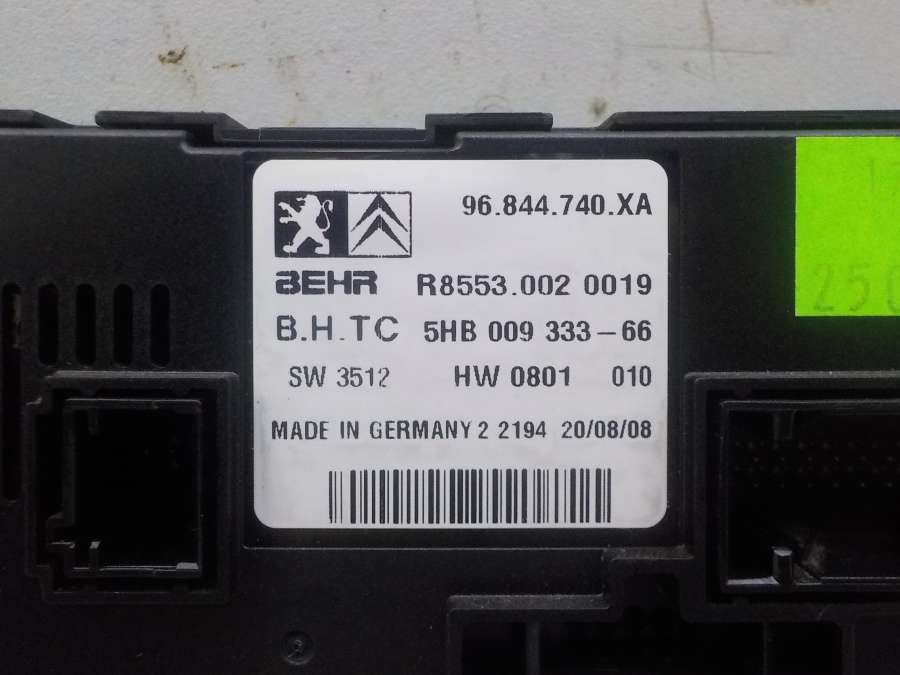 96.844.740.XA
BEHR R8553.002 0019
B.H.TC 5HB 009 333-66
SW 3512 HW 0801 010
MADE IN GERMANY 2 2194 20/08/08